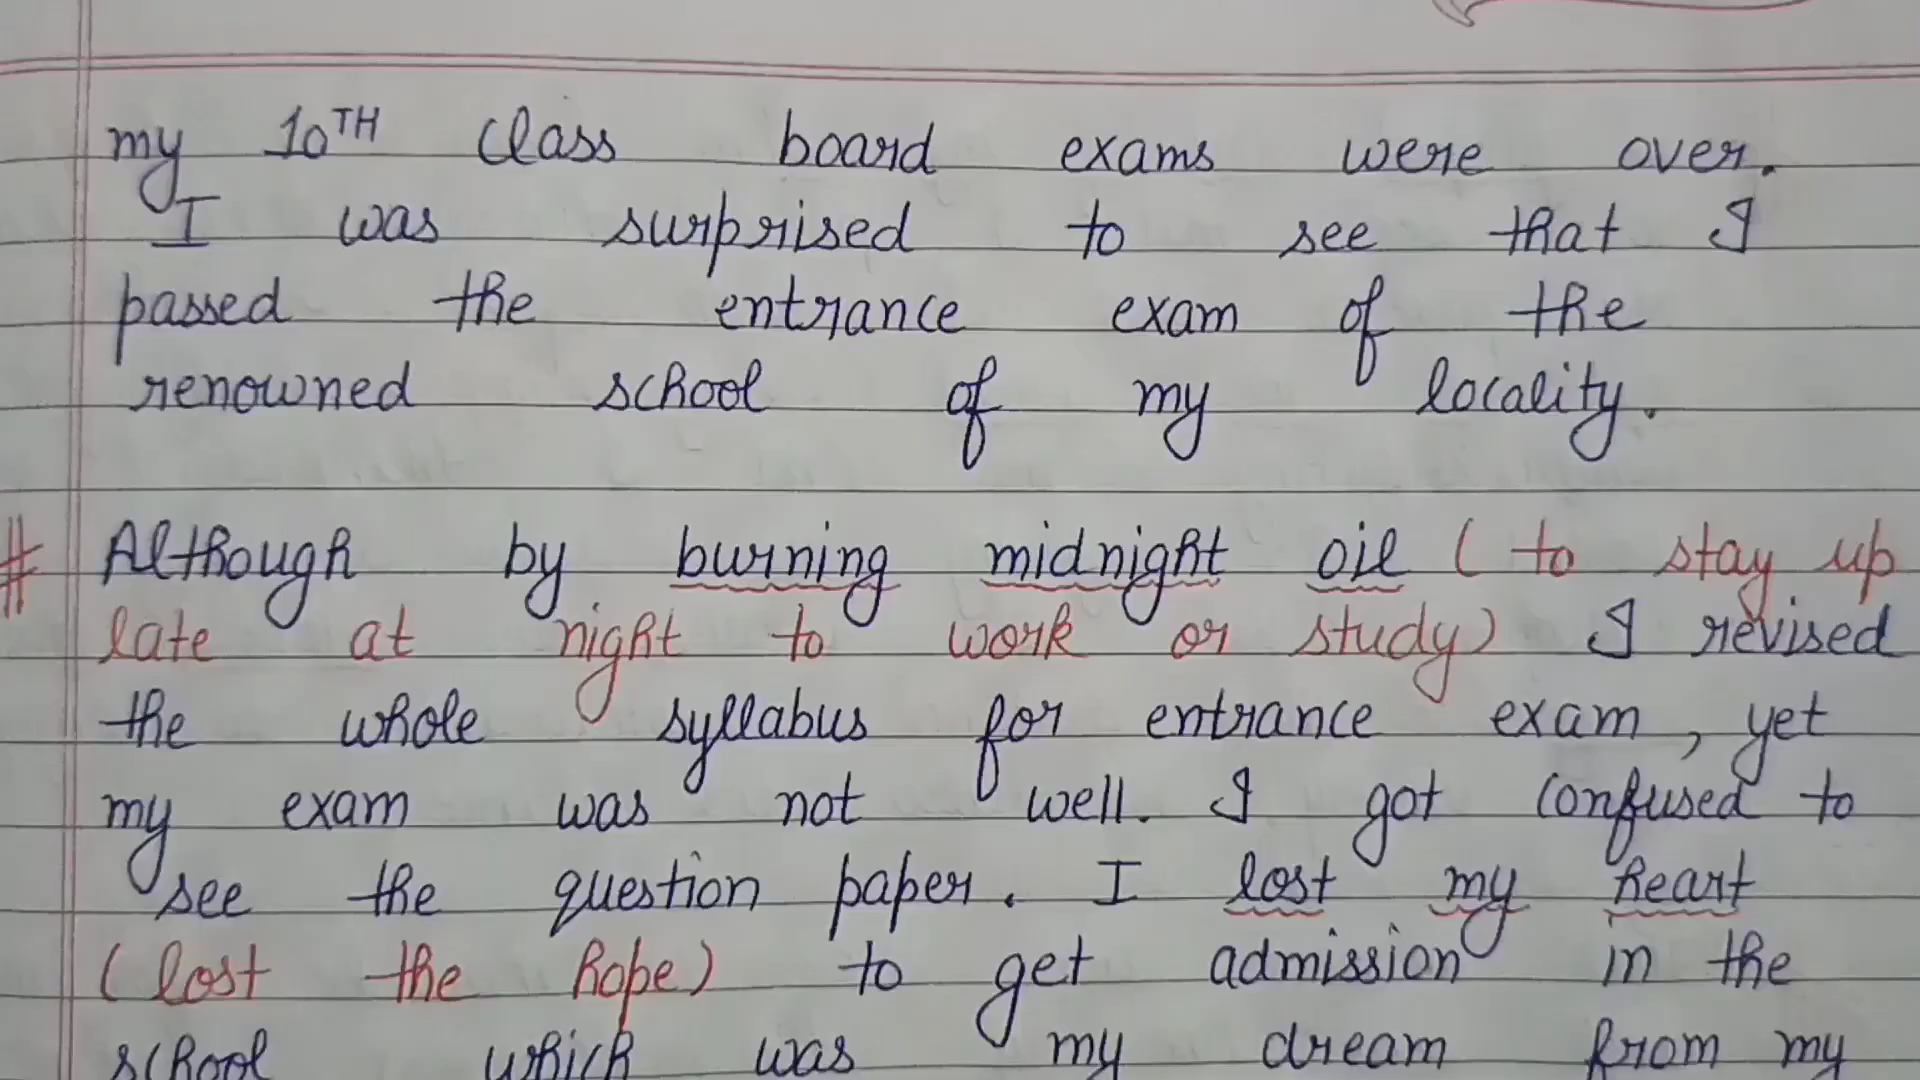 my 10TH class board exams were over.
I was surprised to see that I
passed the entrance exam of the
renowned school of my locality.
# Although by burning midnight oil ( to stay up
late at night to work or study) I revised
the whole syllabus for entrance exam, yet
my exam was not well. I got confused to
see the question paper. I lost my heart
( lost the hope) to get admission in the
school which was my dream from my